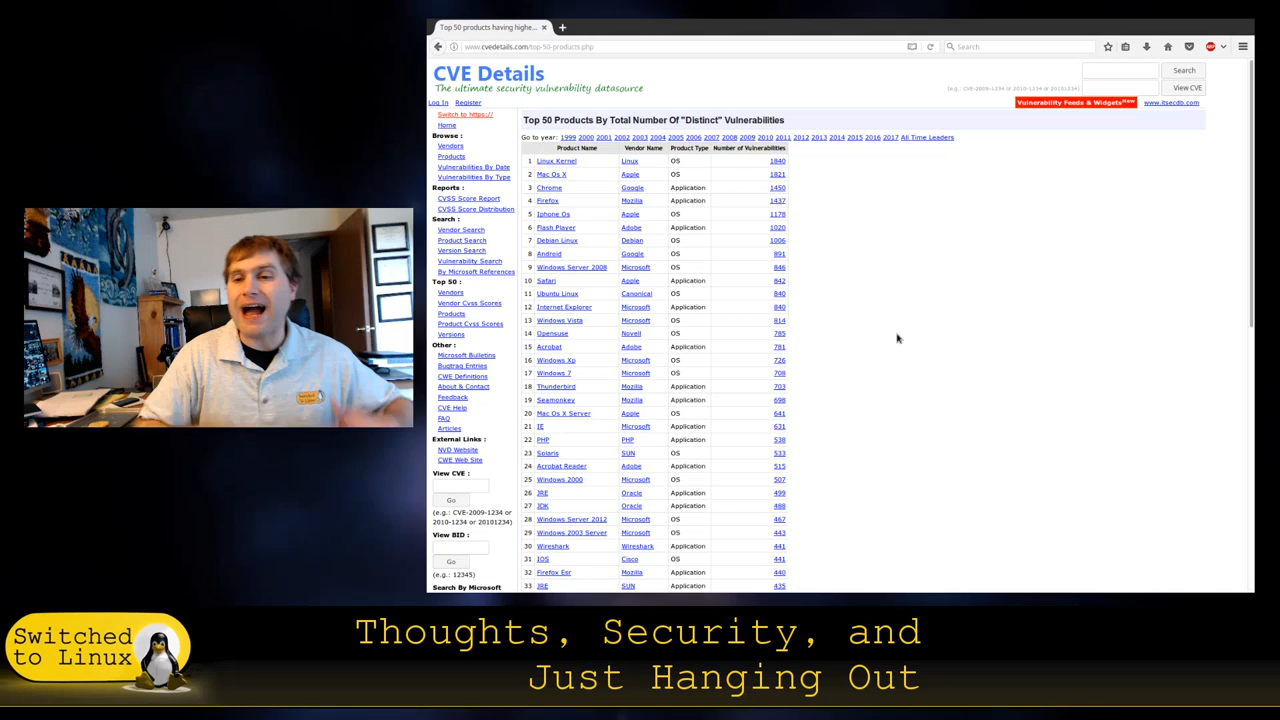 Top 50 products having highe...
www.cvedetails.com/top-50-products.php
Search
CVE Details
The ultimate security vulnerability datasource
Search
View CVE
(e.g.: CVE-2009-1234 or 2010-1234 or 20101234)
Log In Register
Vulnerability Feeds & WidgetsNew www.itsecdb.com
Switch to https://
Home
Browse :
Vendors
Products
Vulnerabilities By Date
Vulnerabilities By Type
Reports :
CVSS Score Report
CVSS Score Distribution
Search :
Vendor Search
Product Search
Version Search
Vulnerability Search
By Microsoft References
Top 50 :
Vendors
Vendor Cvss Scores
Products
Product Cvss Scores
Versions
Other :
Microsoft Bulletins
Bugtraq Entries
CWE Definitions
About & Contact
Feedback
CVE Help
FAQ
Articles
External Links :
NVD Website
CWE Web Site
View CVE :
Go
(e.g.: CVE-2009-1234 or
2010-1234 or 20101234)
View BID :
Go
(e.g.: 12345)
Search By Microsoft
Top 50 Products By Total Number Of "Distinct" Vulnerabilities
Go to year: 1999 2000 2001 2002 2003 2004 2005 2006 2007 2008 2009 2010 2011 2012 2013 2014 2015 2016 2017 All Time Leaders
Product Name Vendor Name Product Type Number of Vulnerabilities
1 Linux Kernel Linux OS 1840
2 Mac Os X Apple OS 1821
3 Chrome Google Application 1450
4 Firefox Mozilla Application 1437
5 Iphone Os Apple OS 1178
6 Flash Player Adobe Application 1020
7 Debian Linux Debian OS 1006
8 Android Google OS 891
9 Windows Server 2008 Microsoft OS 846
10 Safari Apple Application 842
11 Ubuntu Linux Canonical OS 840
12 Internet Explorer Microsoft Application 840
13 Windows Vista Microsoft OS 814
14 Opensuse Novell OS 785
15 Acrobat Adobe Application 781
16 Windows Xp Microsoft OS 726
17 Windows 7 Microsoft OS 708
18 Thunderbird Mozilla Application 703
19 Seamonkey Mozilla Application 698
20 Mac Os X Server Apple OS 641
21 IE Microsoft Application 631
22 PHP PHP Application 538
23 Solaris SUN OS 533
24 Acrobat Reader Adobe Application 515
25 Windows 2000 Microsoft OS 507
26 JRE Oracle Application 499
27 JDK Oracle Application 488
28 Windows Server 2012 Microsoft OS 467
29 Windows 2003 Server Microsoft OS 443
30 Wireshark Wireshark Application 441
31 IOS Cisco OS 441
32 Firefox Esr Mozilla Application 440
33 JRE SUN Application 435
Switched
to Linux
Thoughts, Security, and
Just Hanging Out